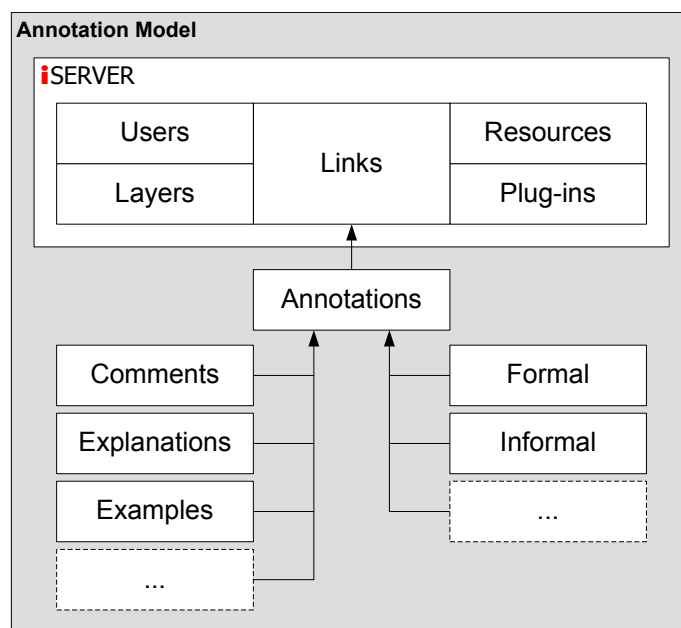 Annotation Model
iSERVER
Users
Links
Resources
Layers
Plug-ins
Annotations
Comments
Formal
Explanations
Informal
Examples
...
...